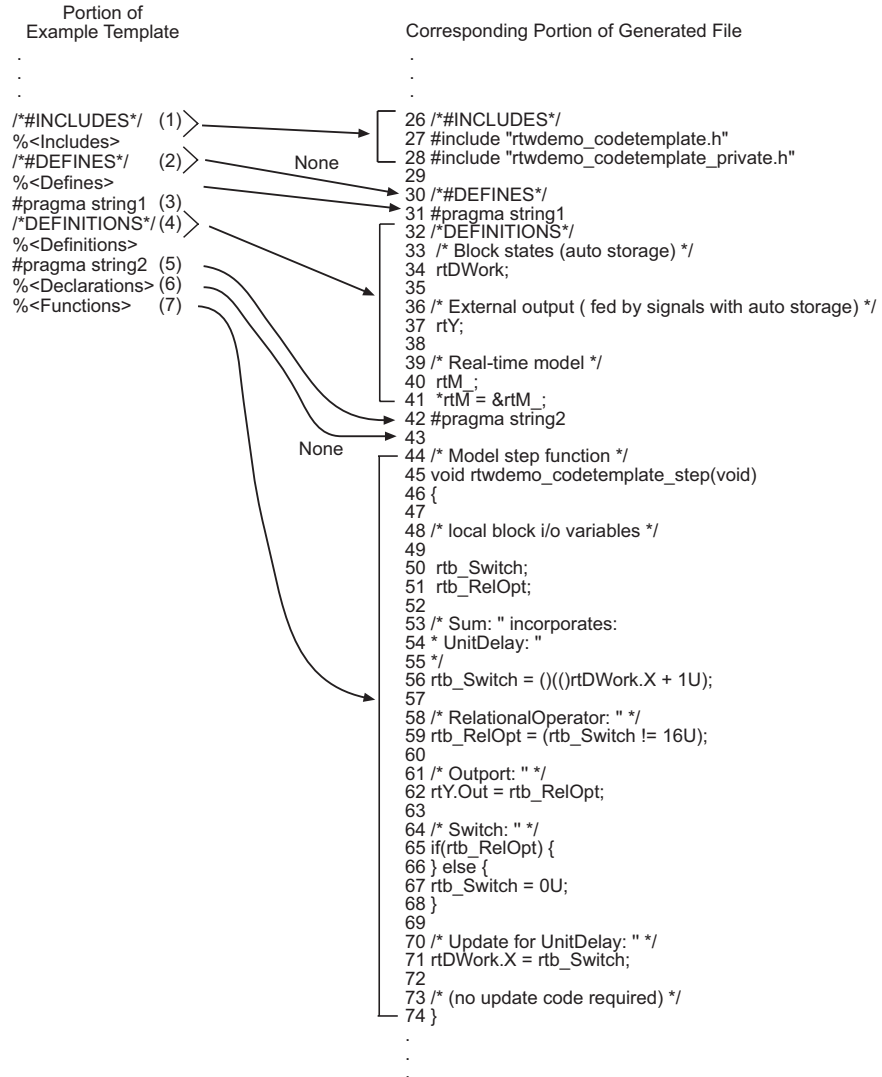 Portion of
Example Template
.
.
.
/*#INCLUDES*/ (1)
%<Includes>
/*#DEFINES*/ (2)
%<Defines>
#pragma string1 (3)
/*DEFINITIONS*/ (4)
%<Definitions>
#pragma string2 (5)
%<Declarations> (6)
%<Functions> (7)
None
None
Corresponding Portion of Generated File
.
.
.
26 /*#INCLUDES*/
27 #include "rtwdemo_codetemplate.h"
28 #include "rtwdemo_codetemplate_private.h"
29
30 /*#DEFINES*/
31 #pragma string1
32 /*DEFINITIONS*/
33 /* Block states (auto storage) */
34 rtDWork;
35
36 /* External output ( fed by signals with auto storage) */
37 rtY;
38
39 /* Real-time model */
40 rtM_;
41 *rtM = &rtM_;
42 #pragma string2
43
44 /* Model step function */
45 void rtwdemo_codetemplate_step(void)
46 {
47
48 /* local block i/o variables */
49
50 rtb_Switch;
51 rtb_RelOpt;
52
53 /* Sum: '' incorporates:
54 * UnitDelay: ''
55 */
56 rtb_Switch = ()(()rtDWork.X + 1U);
57
58 /* RelationalOperator: '' */
59 rtb_RelOpt = (rtb_Switch != 16U);
60
61 /* Outport: '' */
62 rtY.Out = rtb_RelOpt;
63
64 /* Switch: '' */
65 if(rtb_RelOpt) {
66 } else {
67 rtb_Switch = 0U;
68 }
69
70 /* Update for UnitDelay: '' */
71 rtDWork.X = rtb_Switch;
72
73 /* (no update code required) */
74 }
.
.
.